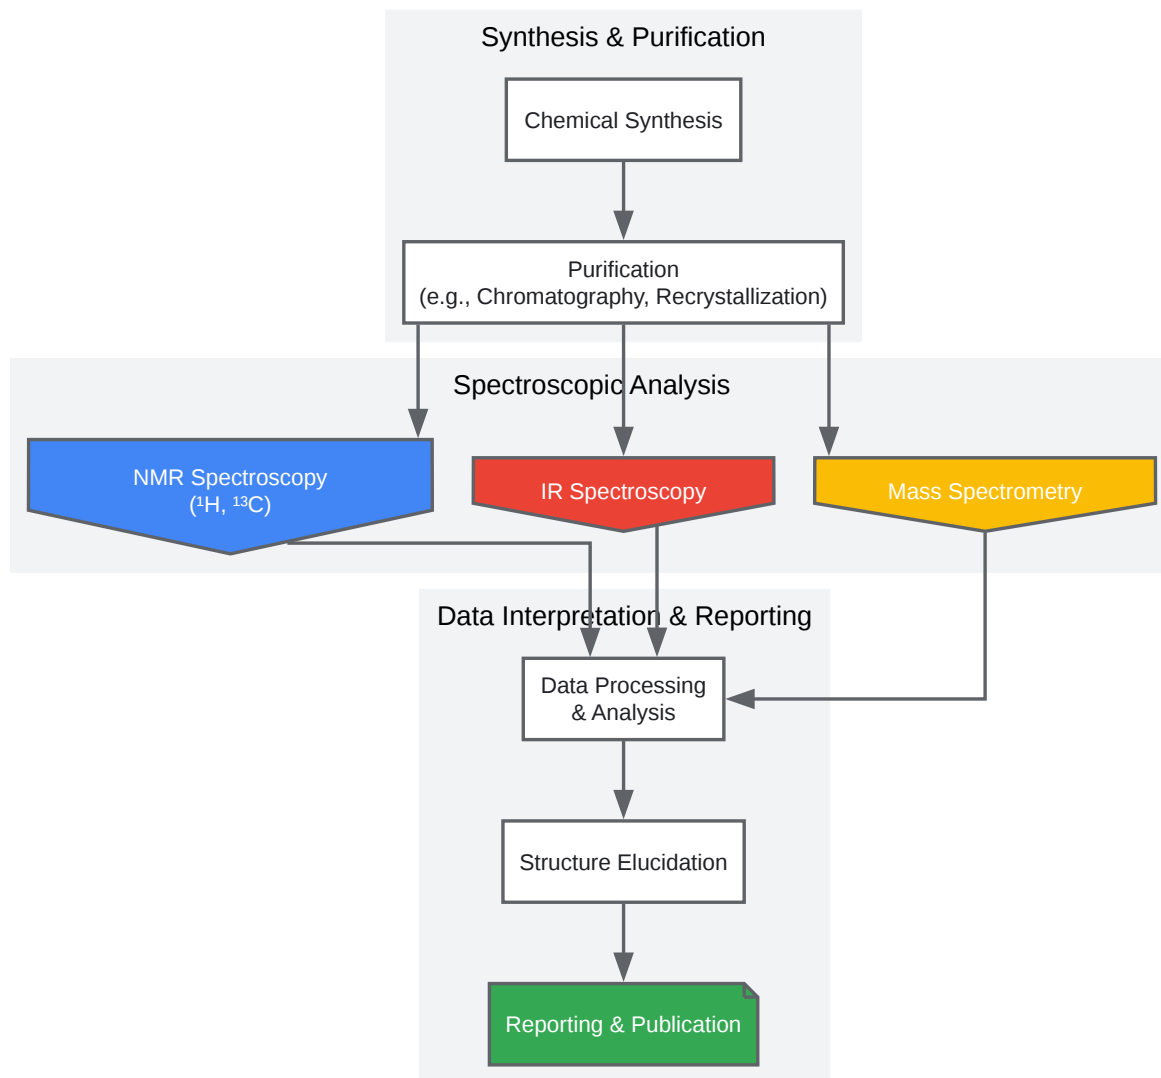 Synthesis & Purification
Chemical Synthesis
Purification
(e.g., Chromatography, Recrystallization)
Spectroscopic Analysis
NMR Spectroscopy
(¹H, ¹³C)
IR Spectroscopy
Mass Spectrometry
Data Interpretation & Reporting
Data Processing
& Analysis
Structure Elucidation
Reporting & Publication